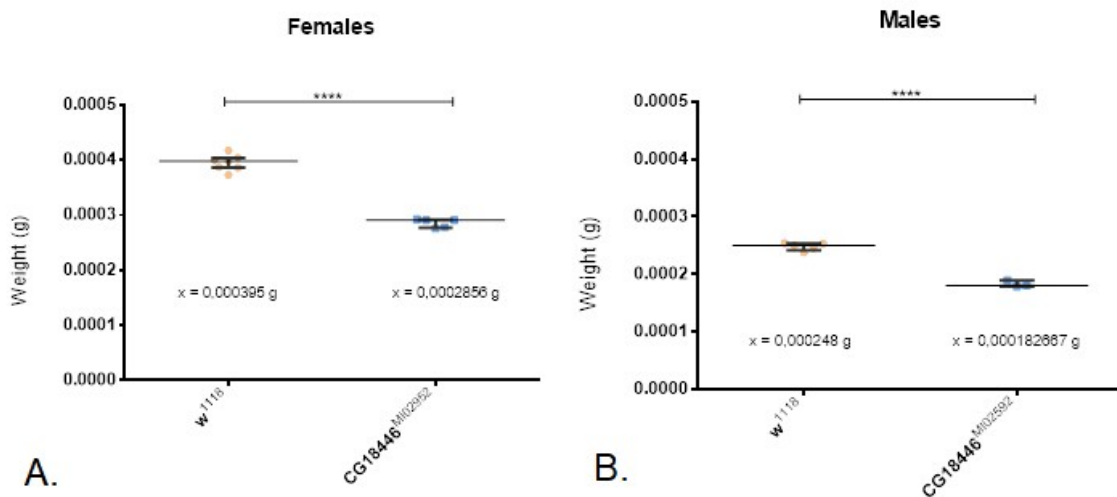 Females
****
0.0005
0.0004
0.0003
0.0002
0.0001
0.0000
Weight (g)
x = 0,000395 g
x = 0,0002856 g
w1118
CG18446MI02952
A.
Males
****
0.0005
0.0004
0.0003
0.0002
0.0001
0.0000
Weight (g)
x = 0,000248 g
x = 0,000182667 g
w1118
CG18446MI02592
B.